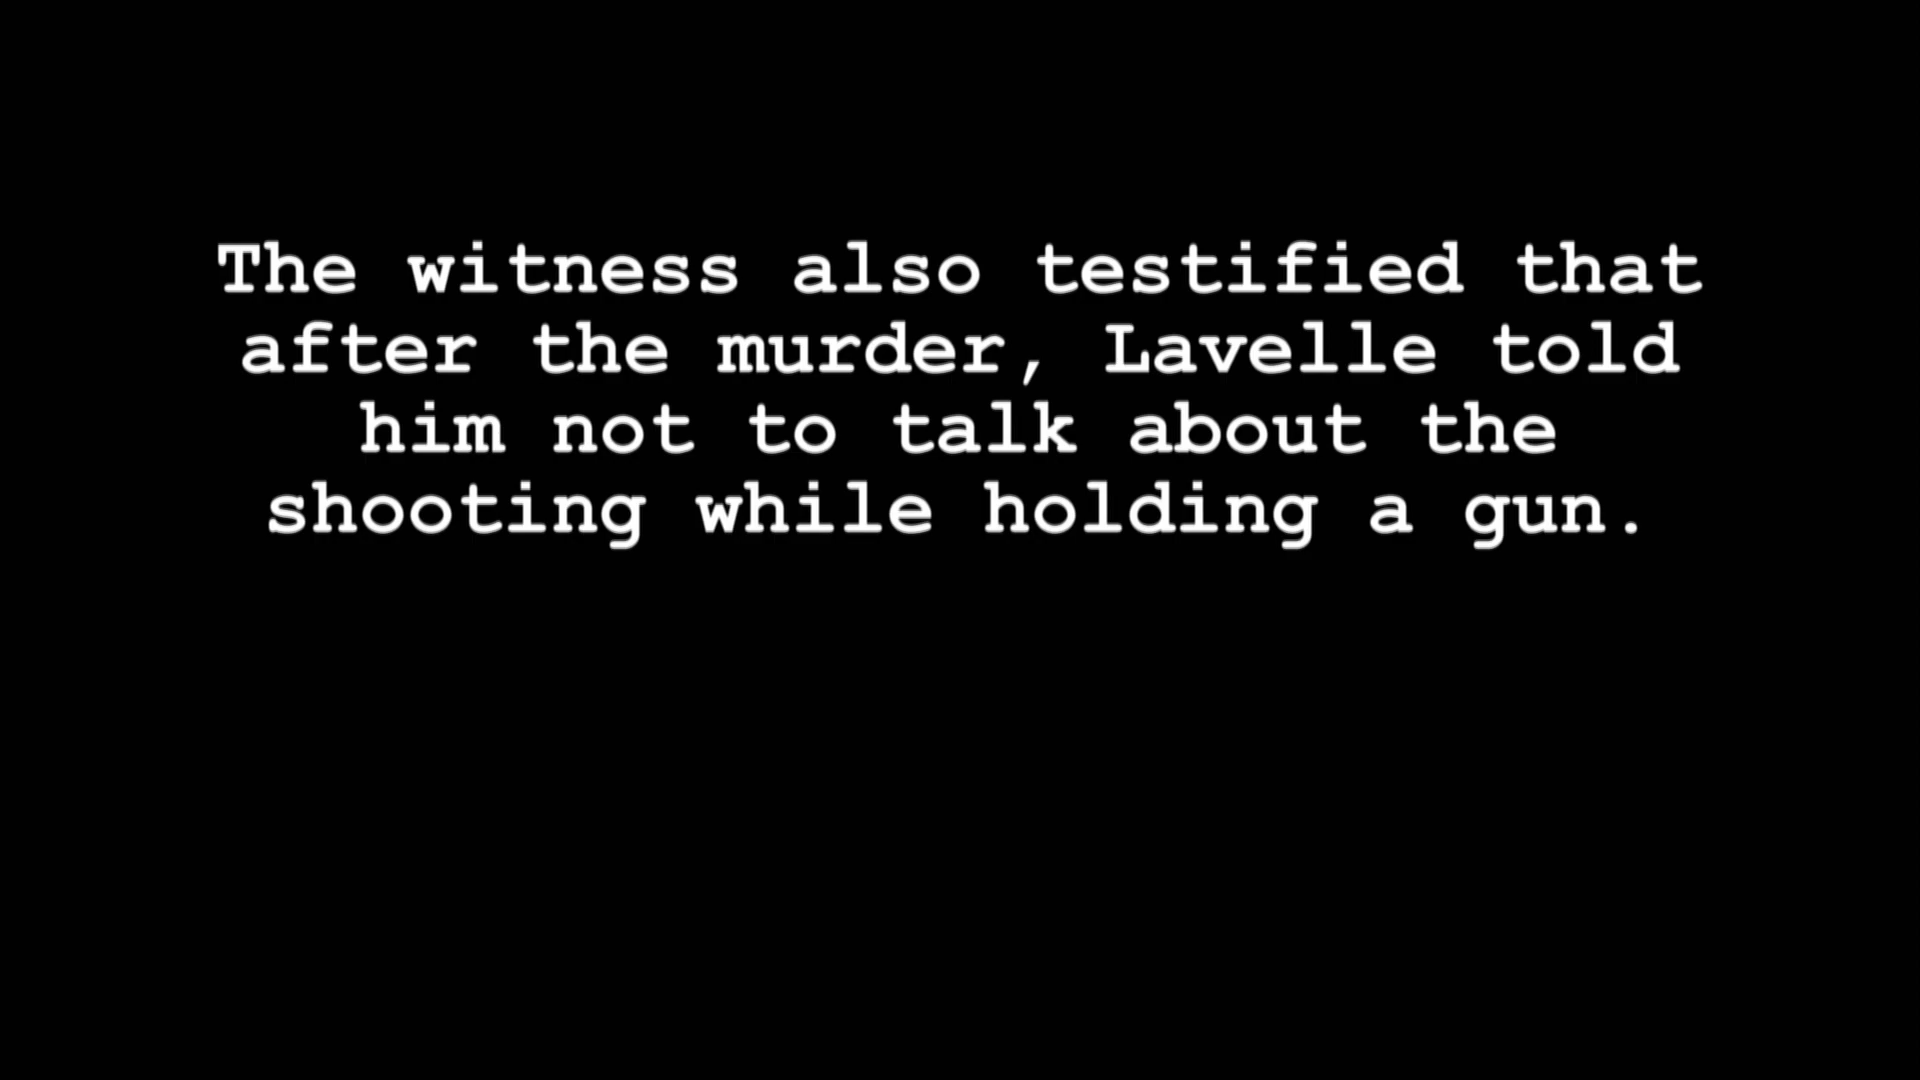 The witness also testified that
after the murder, Lavelle told
him not to talk about the
shooting while holding a gun.